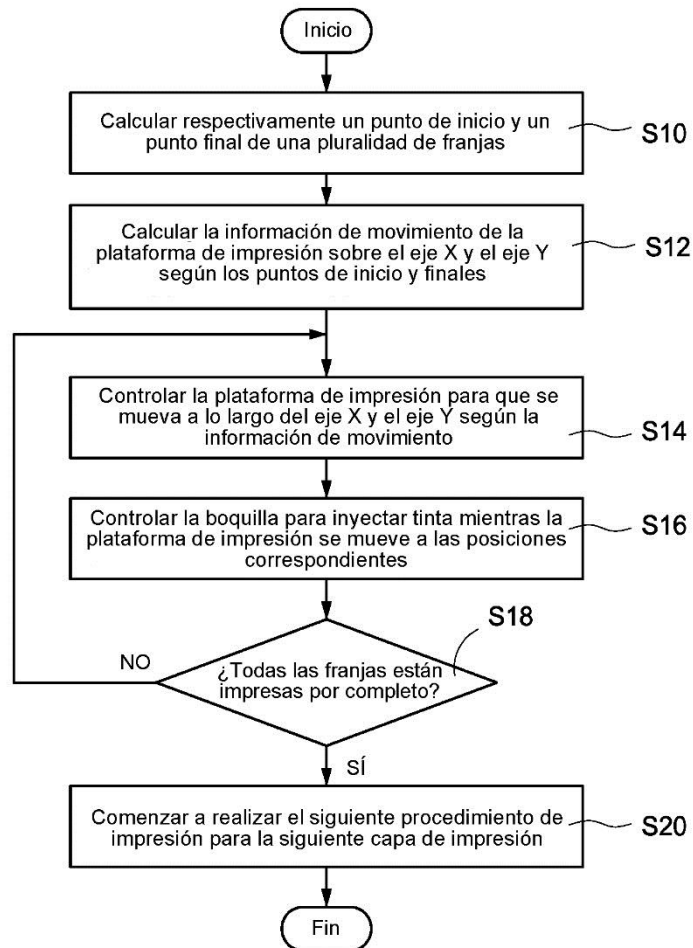 Inicio
Calcular respectivamente un punto de inicio y un
punto final de una pluralidad de franjas
S10
Calcular la información de movimiento de la
plataforma de impresión sobre el eje X y el eje Y
según los puntos de inicio y finales
S12
Controlar la plataforma de impresión para que se
mueva a lo largo del eje X y el eje Y según la
información de movimiento
S14
Controlar la boquilla para inyectar tinta mientras la
plataforma de impresión se mueve a las posiciones
correspondientes
S16
S18
NO
¿Todas las franjas están
impresas por completo?
SÍ
Comenzar a realizar el siguiente procedimiento de
impresión para la siguiente capa de impresión
S20
Fin